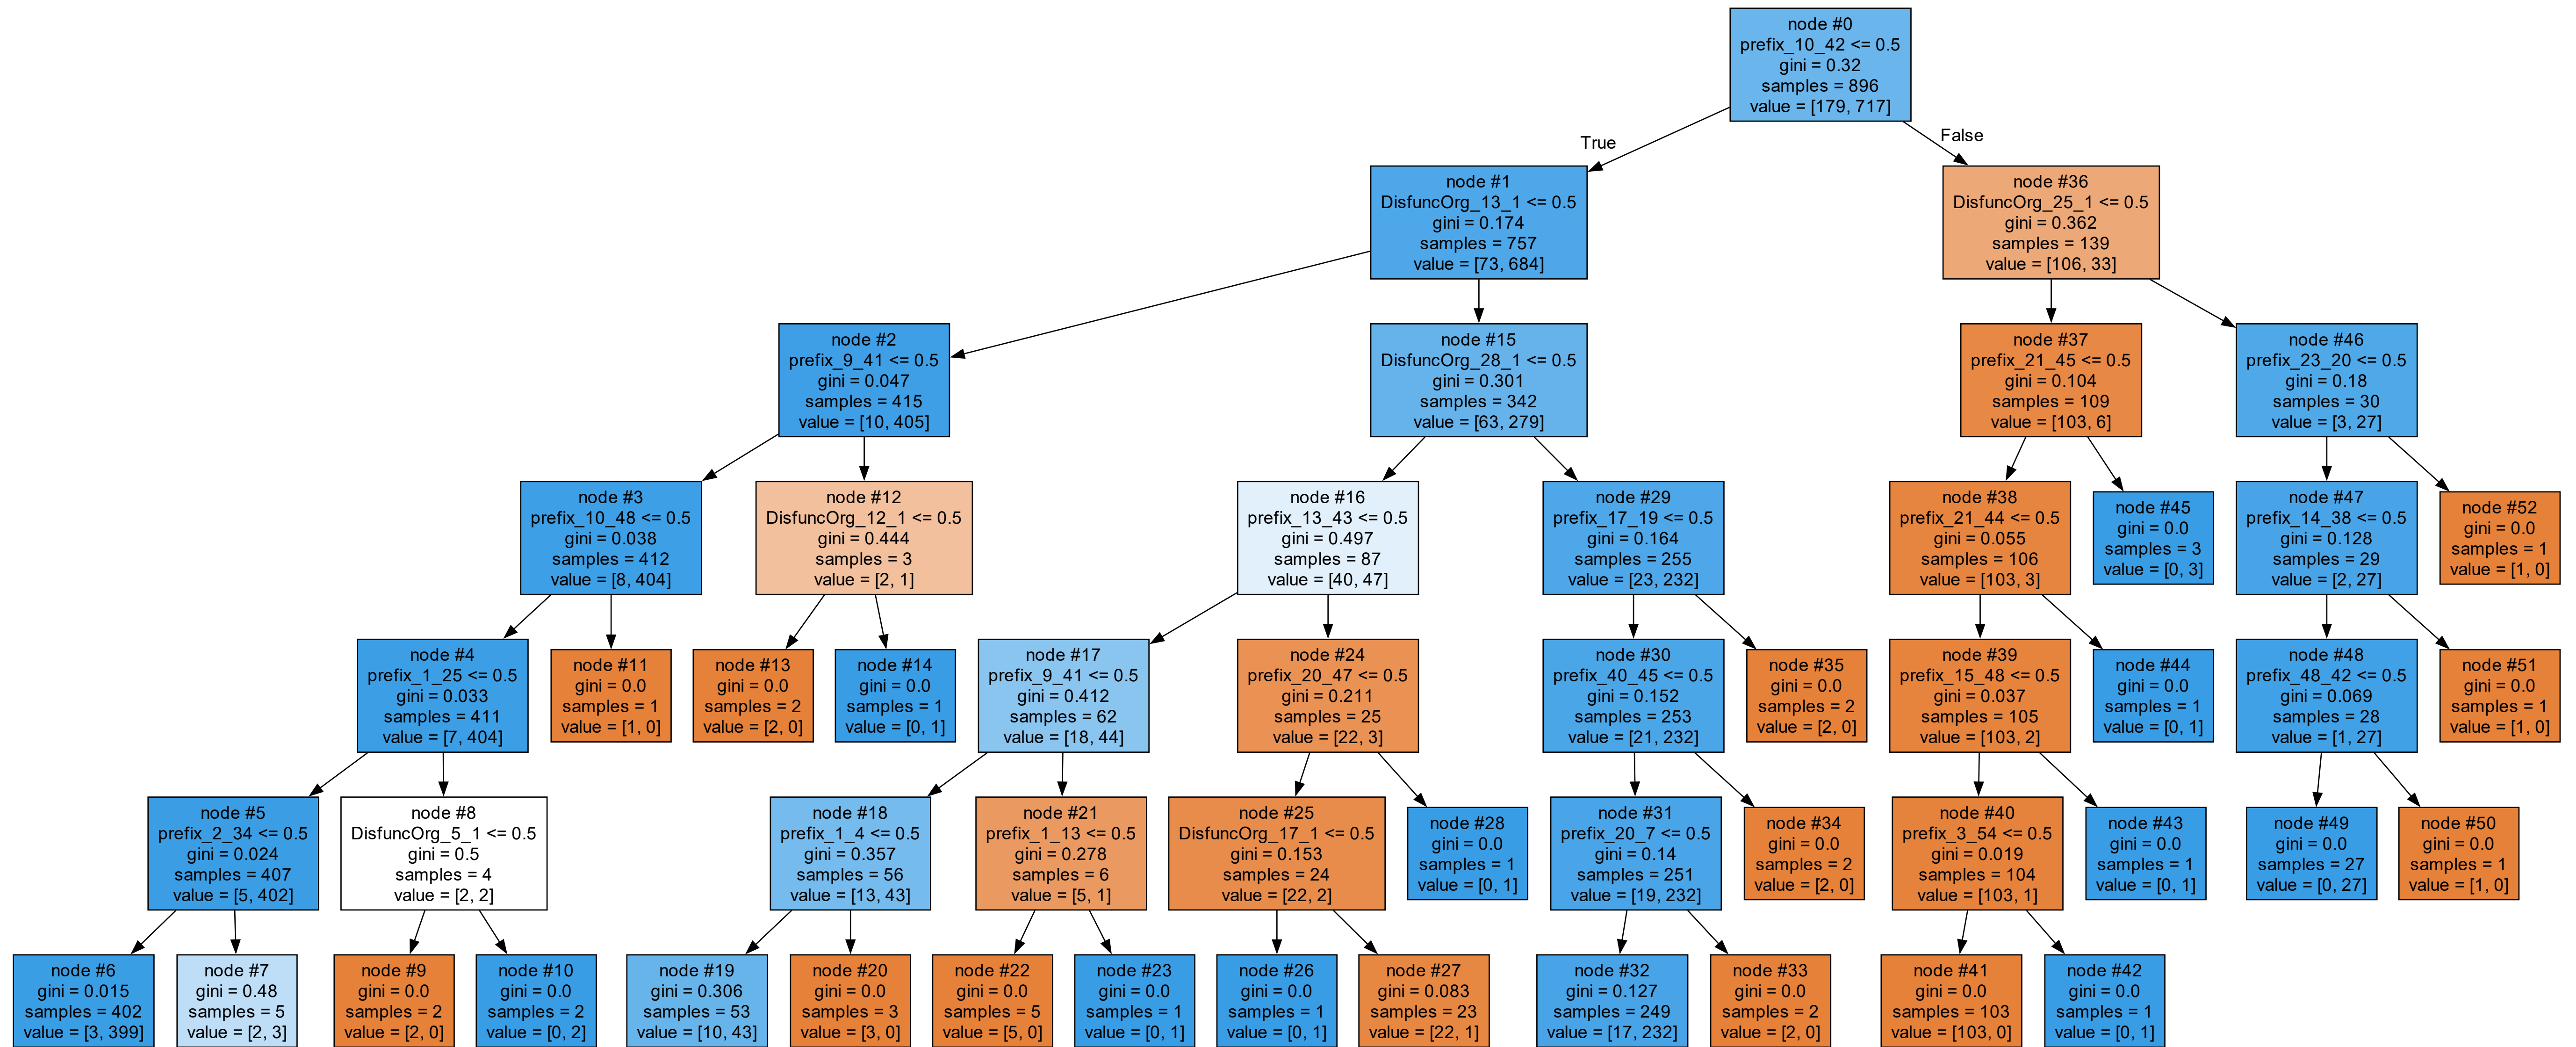 node #0
prefix_10_42 <= 0.5
gini = 0.32
samples = 896
value = [179, 717]
True
False
node #1
DisfuncOrg_13_1 <= 0.5
gini = 0.174
samples = 757
value = [73, 684]
node #36
DisfuncOrg_25_1 <= 0.5
gini = 0.362
samples = 139
value = [106, 33]
node #2
prefix_9_41 <= 0.5
gini = 0.047
samples = 415
value = [10, 405]
node #15
DisfuncOrg_28_1 <= 0.5
gini = 0.301
samples = 342
value = [63, 279]
node #37
prefix_21_45 <= 0.5
gini = 0.104
samples = 109
value = [103, 6]
node #46
prefix_23_20 <= 0.5
gini = 0.18
samples = 30
value = [3, 27]
node #3
prefix_10_48 <= 0.5
gini = 0.038
samples = 412
value = [8, 404]
node #12
DisfuncOrg_12_1 <= 0.5
gini = 0.444
samples = 3
value = [2, 1]
node #16
prefix_13_43 <= 0.5
gini = 0.497
samples = 87
value = [40, 47]
node #29
prefix_17_19 <= 0.5
gini = 0.164
samples = 255
value = [23, 232]
node #38
prefix_21_44 <= 0.5
gini = 0.055
samples = 106
value = [103, 3]
node #45
gini = 0.0
samples = 3
value = [0, 3]
node #47
prefix_14_38 <= 0.5
gini = 0.128
samples = 29
value = [2, 27]
node #52
gini = 0.0
samples = 1
value = [1, 0]
node #4
prefix_1_25 <= 0.5
gini = 0.033
samples = 411
value = [7, 404]
node #11
gini = 0.0
samples = 1
value = [1, 0]
node #13
gini = 0.0
samples = 2
value = [2, 0]
node #14
gini = 0.0
samples = 1
value = [0, 1]
node #17
prefix_9_41 <= 0.5
gini = 0.412
samples = 62
value = [18, 44]
node #24
prefix_20_47 <= 0.5
gini = 0.211
samples = 25
value = [22, 3]
node #30
prefix_40_45 <= 0.5
gini = 0.152
samples = 253
value = [21, 232]
node #35
gini = 0.0
samples = 2
value = [2, 0]
node #39
prefix_15_48 <= 0.5
gini = 0.037
samples = 105
value = [103, 2]
node #44
gini = 0.0
samples = 1
value = [0, 1]
node #48
prefix_48_42 <= 0.5
gini = 0.069
samples = 28
value = [1, 27]
node #51
gini = 0.0
samples = 1
value = [1, 0]
node #5
prefix_2_34 <= 0.5
gini = 0.024
samples = 407
value = [5, 402]
node #8
DisfuncOrg_5_1 <= 0.5
gini = 0.5
samples = 4
value = [2, 2]
node #18
prefix_1_4 <= 0.5
gini = 0.357
samples = 56
value = [13, 43]
node #21
prefix_1_13 <= 0.5
gini = 0.278
samples = 6
value = [5, 1]
node #25
DisfuncOrg_17_1 <= 0.5
gini = 0.153
samples = 24
value = [22, 2]
node #28
gini = 0.0
samples = 1
value = [0, 1]
node #31
prefix_20_7 <= 0.5
gini = 0.14
samples = 251
value = [19, 232]
node #34
gini = 0.0
samples = 2
value = [2, 0]
node #40
prefix_3_54 <= 0.5
gini = 0.019
samples = 104
value = [103, 1]
node #43
gini = 0.0
samples = 1
value = [0, 1]
node #49
gini = 0.0
samples = 27
value = [0, 27]
node #50
gini = 0.0
samples = 1
value = [1, 0]
node #6
gini = 0.015
samples = 402
value = [3, 399]
node #7
gini = 0.48
samples = 5
value = [2, 3]
node #9
gini = 0.0
samples = 2
value = [2, 0]
node #10
gini = 0.0
samples = 2
value = [0, 2]
node #19
gini = 0.306
samples = 53
value = [10, 43]
node #20
gini = 0.0
samples = 3
value = [3, 0]
node #22
gini = 0.0
samples = 5
value = [5, 0]
node #23
gini = 0.0
samples = 1
value = [0, 1]
node #26
gini = 0.0
samples = 1
value = [0, 1]
node #27
gini = 0.083
samples = 23
value = [22, 1]
node #32
gini = 0.127
samples = 249
value = [17, 232]
node #33
gini = 0.0
samples = 2
value = [2, 0]
node #41
gini = 0.0
samples = 103
value = [103, 0]
node #42
gini = 0.0
samples = 1
value = [0, 1]